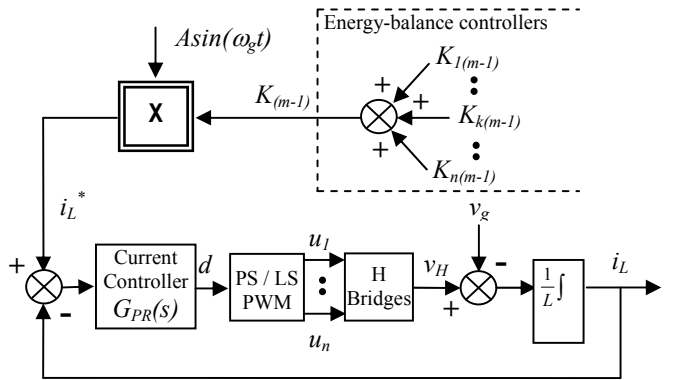 Energy-balance controllers
Asin(ωgt)
K1(m-1)
+
+
K(m-1)
Kk(m-1)
X
+
Kn(m-1)
iL*
vg
+
Current
Controller
GPR(s)
d
PS / LS
PWM
u1
un
H
Bridges
vH
-
+
1/L ∫
iL
-